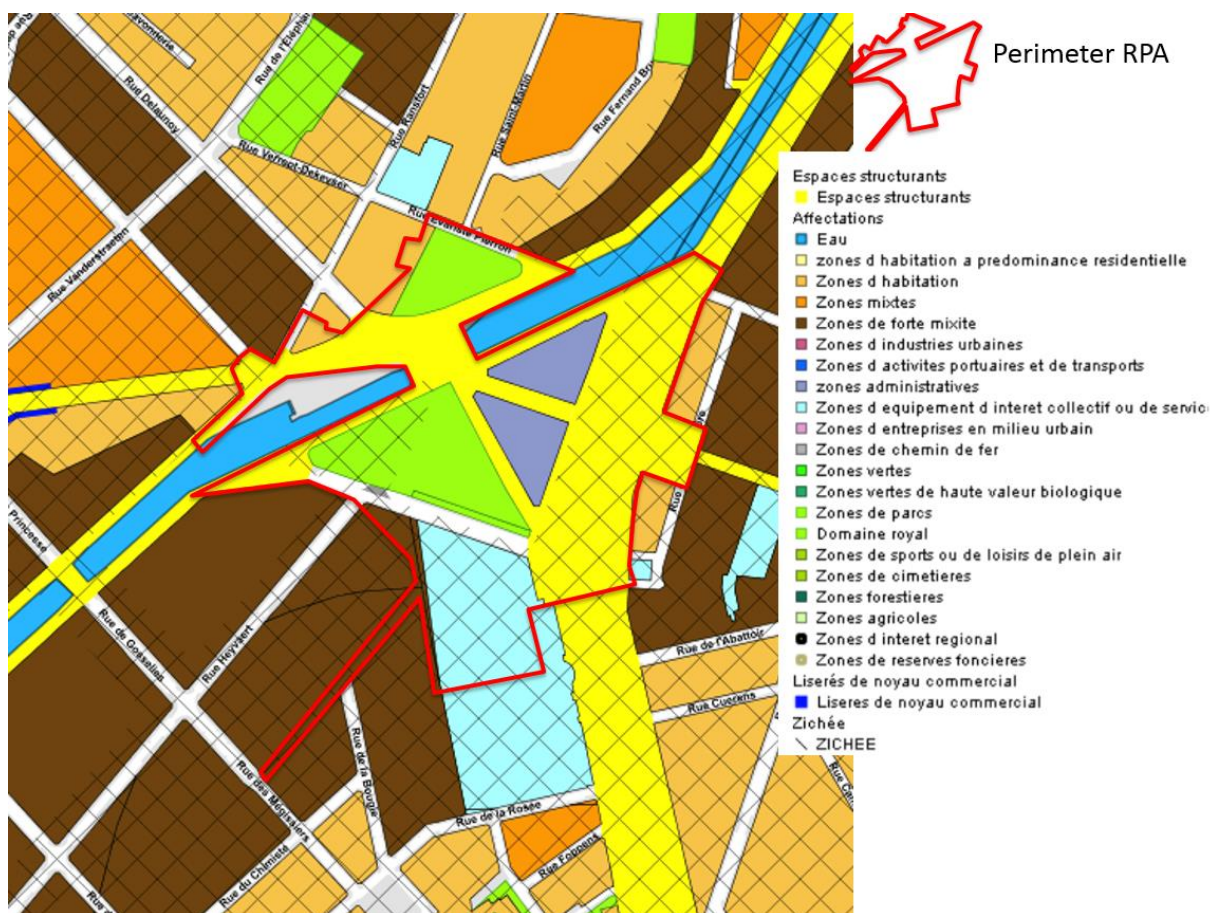 Perimeter RPA
Espaces structurants
Espaces structurants
Affectations
Eau
zones d habitation a predominance residentielle
Zones d habitation
Zones mixtes
Zones de forte mixite
Zones d industries urbaines
Zones d activites portuaires et de transports
zones administratives
Zones d equipement d interet collectif ou de servic
Zones d entreprises en milieu urbain
Zones de chemin de fer
Zones vertes
Zones vertes de haute valeur biologique
Zones de parcs
Domaine royal
Zones de sports ou de loisirs de plein air
Zones de cimetieres
Zones forestieres
Zones agricoles
Zones d interet regional
Zones de reserves foncieres
Liserés de noyau commercial
Liseres de noyau commercial
Zichée
ZICHEE
Rue Delaunoy
Rue de l'Eléphan
Rue Ransfort
Rue Saint-Martin
Rue Fernand Bru
Rue Verrept-Dekeyser
Rue Evariste Pierron
Rue Vanderstraeten
Princesse
Rue de Gosselies
Rue Heyvaert
Rue des Mégissiers
Rue de la Bougie
Rue du Chimiste
Rue de la Rosée
Rue Foppens
Rue de l'Abattoir
Rue Cuerens
Rue